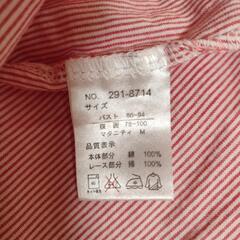 NO. 291-8714
サイズ
バスト 86-94
腹囲 78-100
マタニティ M
品質表示
本体部分 綿 100%
レース部分 綿 100%